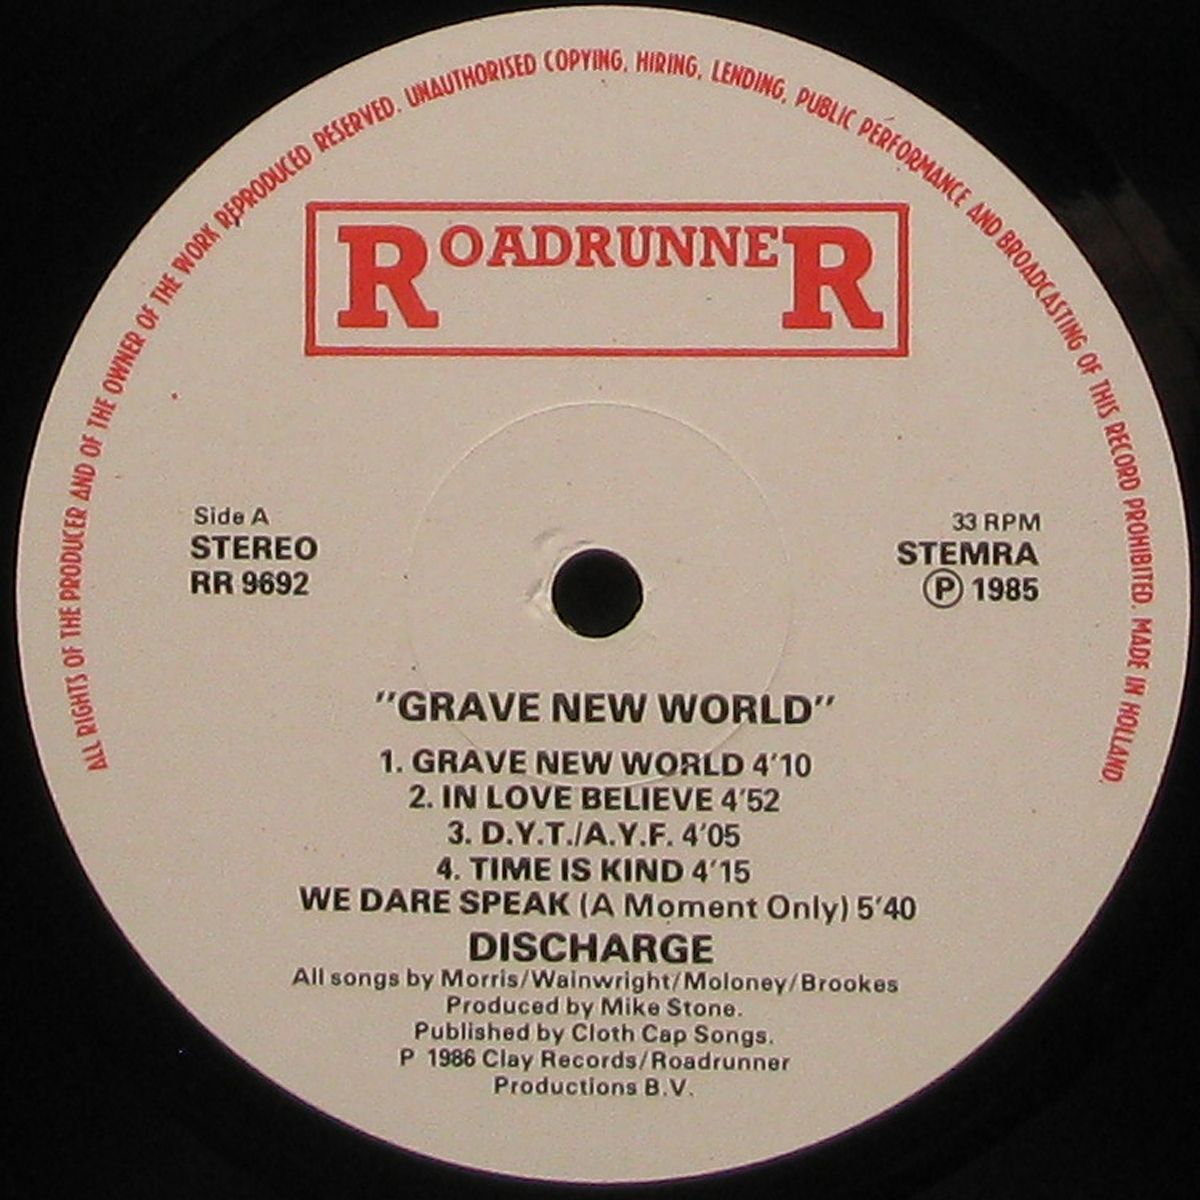 ALL RIGHTS OF THE PRODUCER AND OF THE OWNER OF THE WORK REPRODUCED RESERVED. UNAUTHORISED COPYING, HIRING, LENDING, PUBLIC PERFORMANCE AND BROADCASTING OF THIS RECORD PROHIBITED. MADE IN HOLLAND.
ROADRUNNER
Side A
STEREO
RR 9692
33 RPM
STEMRA
Ⓟ 1985
"GRAVE NEW WORLD"
1. GRAVE NEW WORLD 4'10
2. IN LOVE BELIEVE 4'52
3. D.Y.T./A.Y.F. 4'05
4. TIME IS KIND 4'15
WE DARE SPEAK (A Moment Only) 5'40
DISCHARGE
All songs by Morris/Wainwright/Moloney/Brookes
Produced by Mike Stone.
Published by Cloth Cap Songs.
P 1986 Clay Records/Roadrunner
Productions B.V.